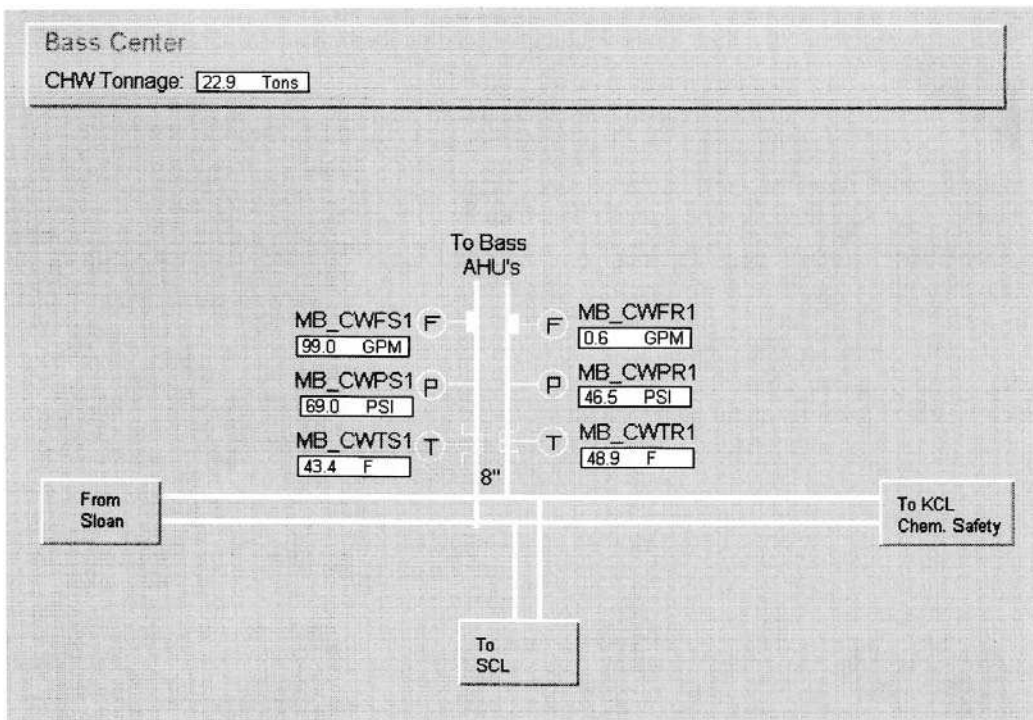 Bass Center
CHW Tonnage: 22.9 Tons
To Bass
AHU's
MB_CWFS1 F
99.0 GPM
F MB_CWFR1
0.6 GPM
MB_CWPS1 P
69.0 PSI
P MB_CWPR1
46.5 PSI
MB_CWTS1 T
43.4 F
T MB_CWTR1
48.9 F
8"
From
Sloan
To KCL
Chem. Safety
To
SCL